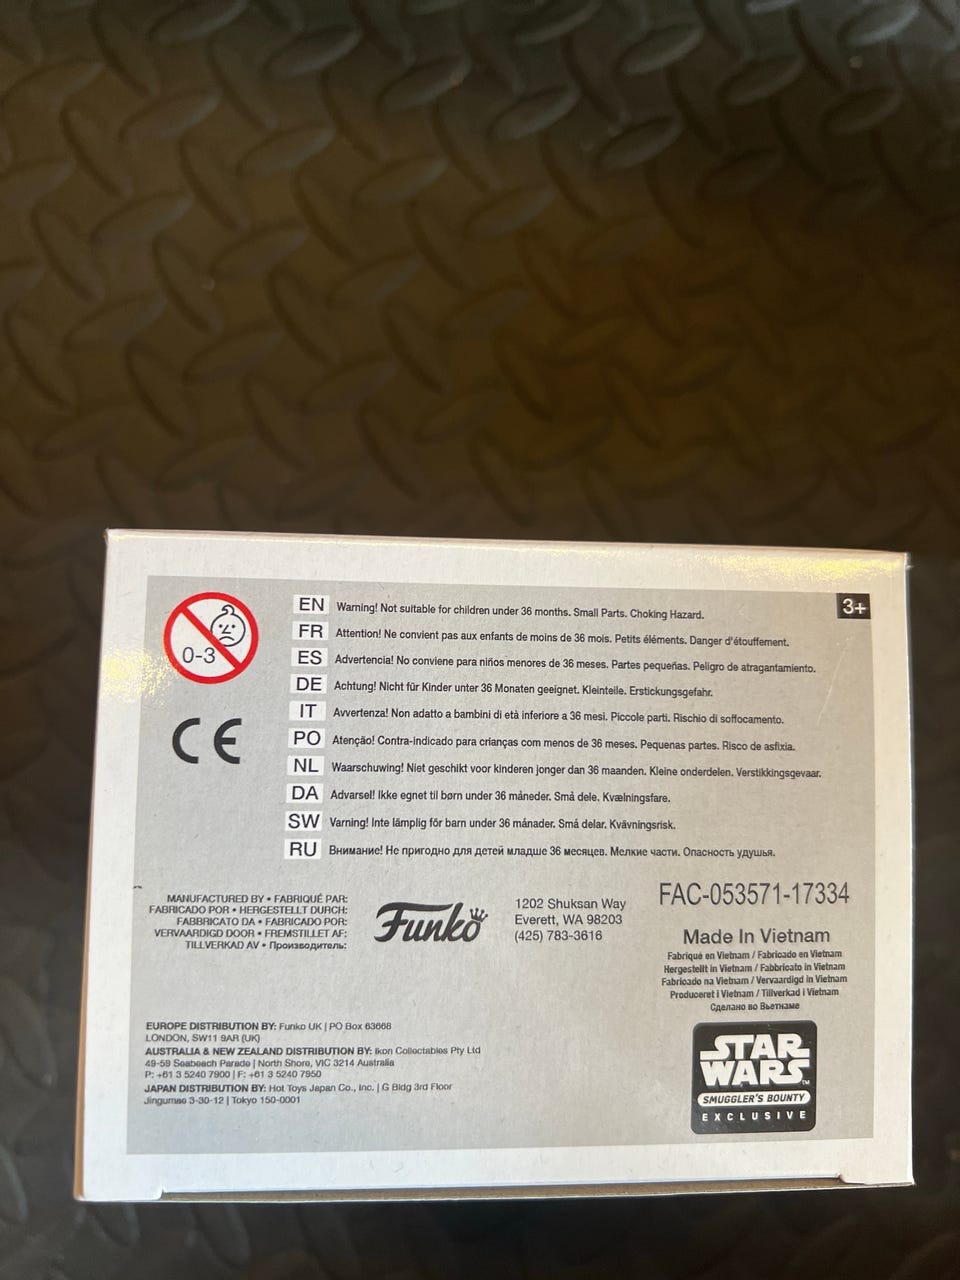 0-3
CE
EN Warning! Not suitable for children under 36 months. Small Parts. Choking Hazard.
FR Attention! Ne convient pas aux enfants de moins de 36 mois. Petits éléments. Danger d'étouffement.
ES Advertencia! No conviene para niños menores de 36 meses. Partes pequeñas. Peligro de atragantamiento.
DE Achtung! Nicht für Kinder unter 36 Monaten geeignet. Kleinteile. Erstickungsgefahr.
IT Avvertenza! Non adatto a bambini di età inferiore a 36 mesi. Piccole parti. Rischio di soffocamento.
PO Atenção! Contra-indicado para crianças com menos de 36 meses. Pequenas partes. Risco de asfixia.
NL Waarschuwing! Niet geschikt voor kinderen jonger dan 36 maanden. Kleine onderdelen. Verstikkingsgevaar.
DA Advarsel! Ikke egnet til børn under 36 måneder. Små dele. Kvælningsfare.
SW Varning! Inte lämplig för barn under 36 månader. Små delar. Kvävningsrisk.
RU Внимание! Не пригодно для детей младше 36 месяцев. Мелкие части. Опасность удушья.
3+
MANUFACTURED BY • FABRIQUÉ PAR:
FABRICADO POR • HERGESTELLT DURCH:
FABBRICATO DA • FABRICADO POR:
VERVAARDIGD DOOR • FREMSTILLET AF:
TILLVERKAD AV • Производитель:
Funko
1202 Shuksan Way
Everett, WA 98203
(425) 783-3616
FAC-053571-17334
Made In Vietnam
Fabriqué en Vietnam / Fabricado en Vietnam
Hergestellt in Vietnam / Fabbricato in Vietnam
Fabricado na Vietnam / Vervaardigd in Vietnam
Produceret i Vietnam / Tillverkad i Vietnam
Сделано во Вьетнаме
EUROPE DISTRIBUTION BY: Funko UK | PO Box 63668
LONDON, SW11 9AR (UK)
AUSTRALIA & NEW ZEALAND DISTRIBUTION BY: Ikon Collectables Pty Ltd
49-59 Seabeach Parade | North Shore, VIC 3214 Australia
P: +61 3 5240 7900 | F: +61 3 5240 7950
JAPAN DISTRIBUTION BY: Hot Toys Japan Co., Inc. | G Bldg 3rd Floor
Jingumae 3-30-12 | Tokyo 150-0001
STAR
WARS™
SMUGGLER'S BOUNTY
EXCLUSIVE